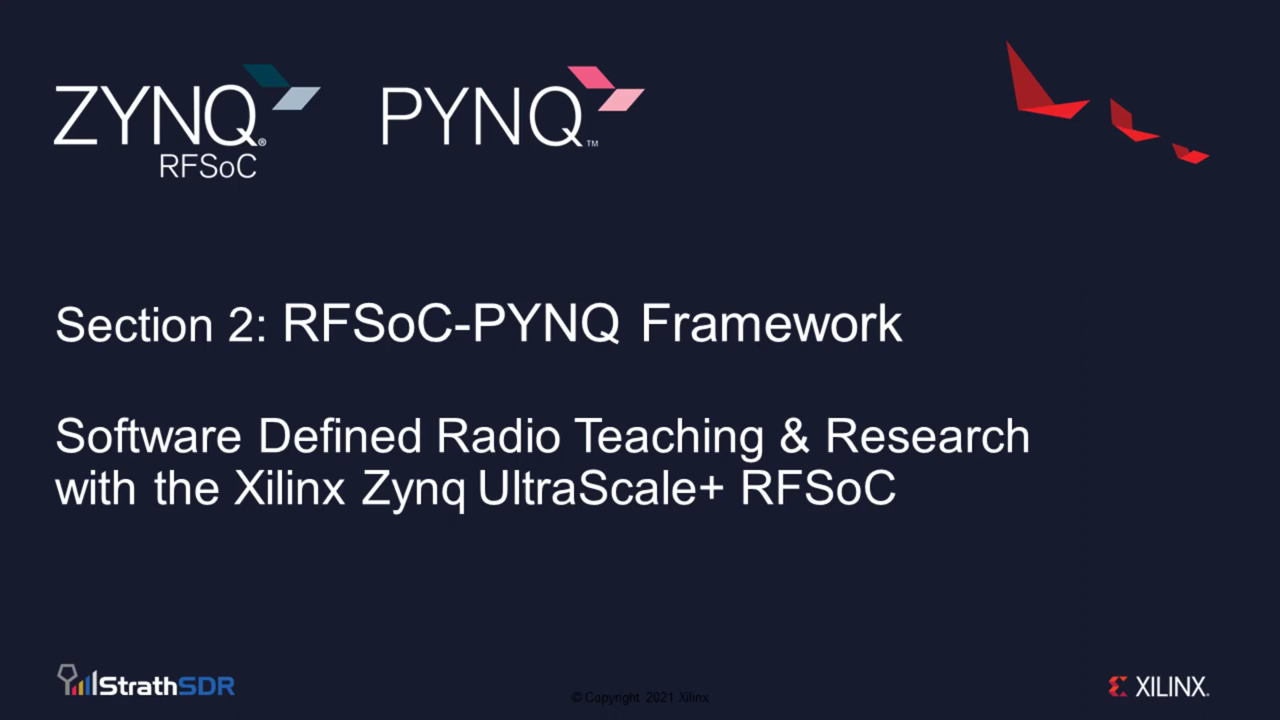 ZYNQ®
RFSoC
PYNQ™
Section 2: RFSoC-PYNQ Framework
Software Defined Radio Teaching & Research
with the Xilinx Zynq UltraScale+ RFSoC
StrathSDR
© Copyright 2021 Xilinx
XILINX.